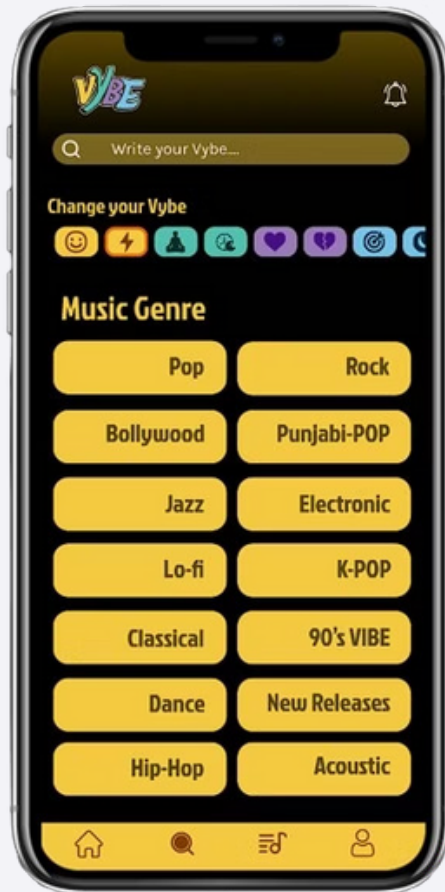 VYBE
Write your Vybe....
Change your Vybe
Music Genre
Pop
Rock
Bollywood
Punjabi-POP
Jazz
Electronic
Lo-fi
K-POP
Classical
90's VIBE
Dance
New Releases
Hip-Hop
Acoustic